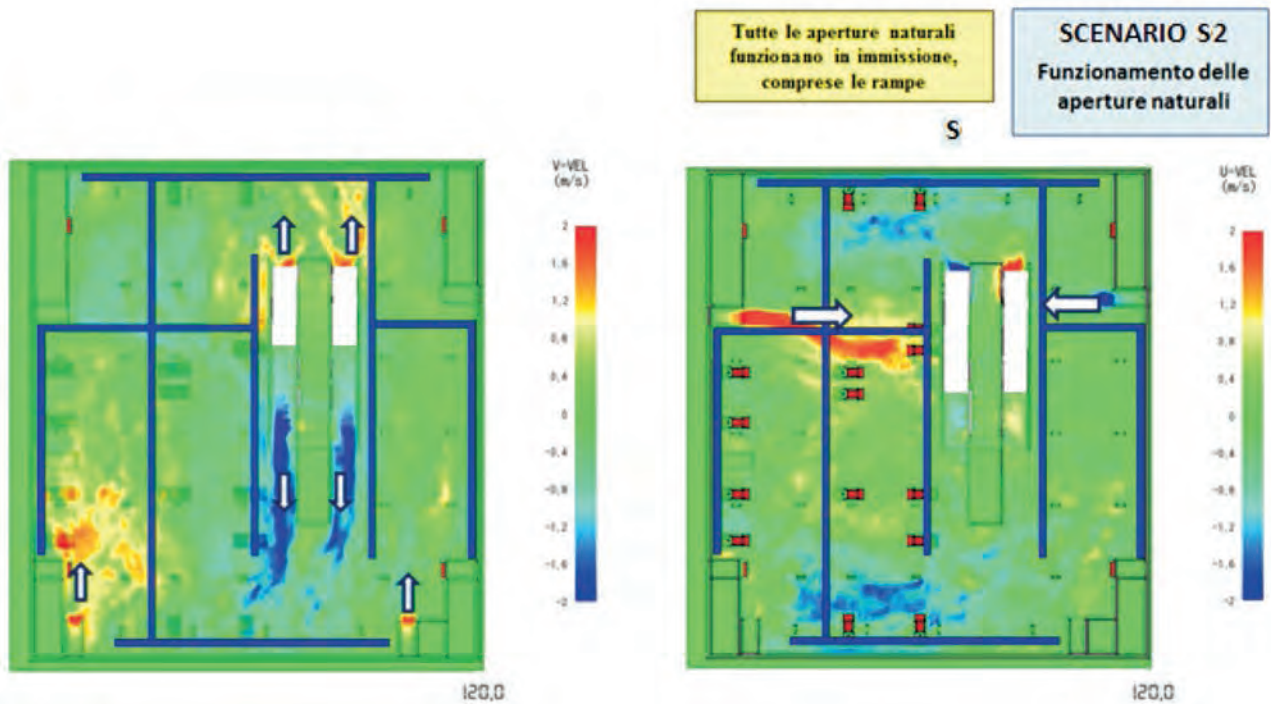 Tutte le aperture naturali
funzionano in immissione,
comprese le rampe
SCENARIO S2
Funzionamento delle
aperture naturali
S
V-VEL
(m/s)
2
1,6
1,2
0,8
0,4
0
-0,4
-0,8
-1,2
-1,6
-2
120,0
U-VEL
(m/s)
2
1,6
1,2
0,8
0,4
0
-0,4
-0,8
-1,2
-1,6
-2
120,0